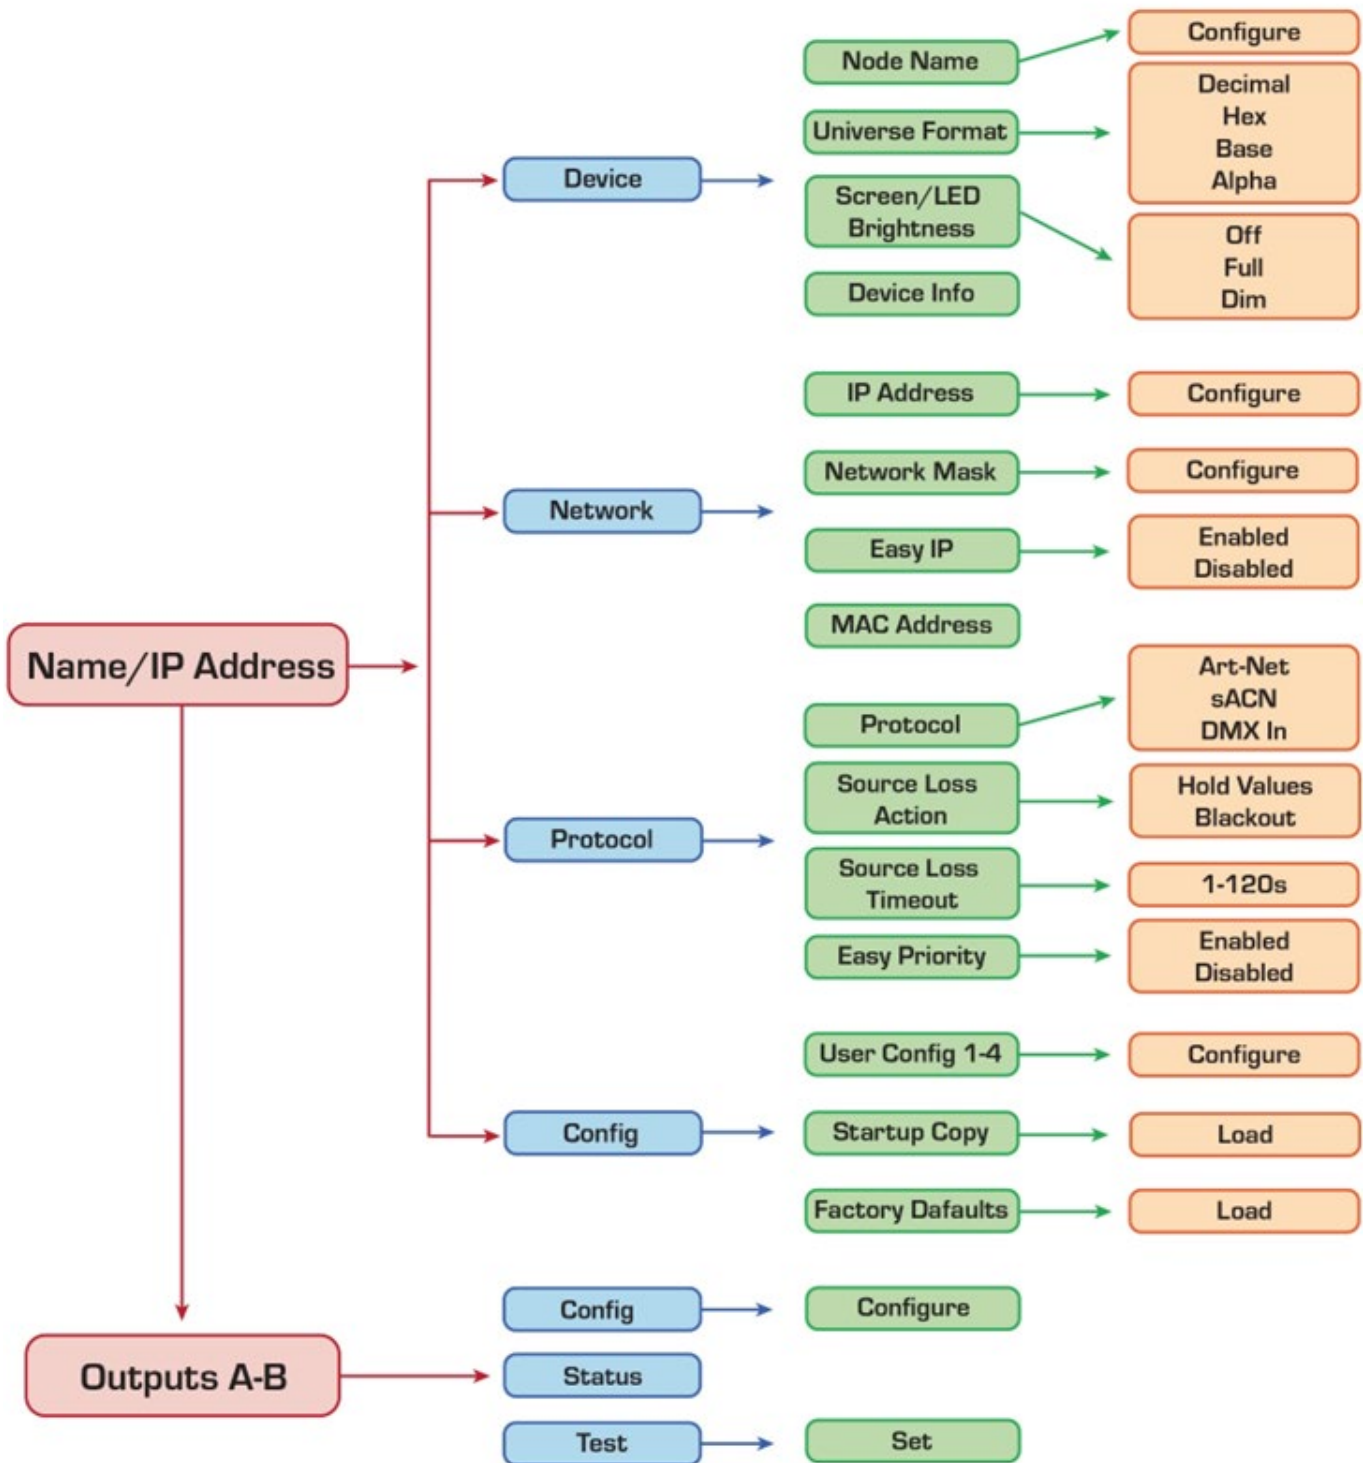 Name/IP Address
Device
Node Name
Configure
Universe Format
Decimal
Hex
Base
Alpha
Screen/LED
Brightness
Off
Full
Dim
Device Info
Network
IP Address
Configure
Network Mask
Configure
Easy IP
Enabled
Disabled
MAC Address
Protocol
Protocol
Art-Net
sACN
DMX In
Source Loss
Action
Hold Values
Blackout
Source Loss
Timeout
1-120s
Easy Priority
Enabled
Disabled
Config
User Config 1-4
Configure
Startup Copy
Load
Factory Dafaults
Load
Outputs A-B
Config
Configure
Status
Test
Set